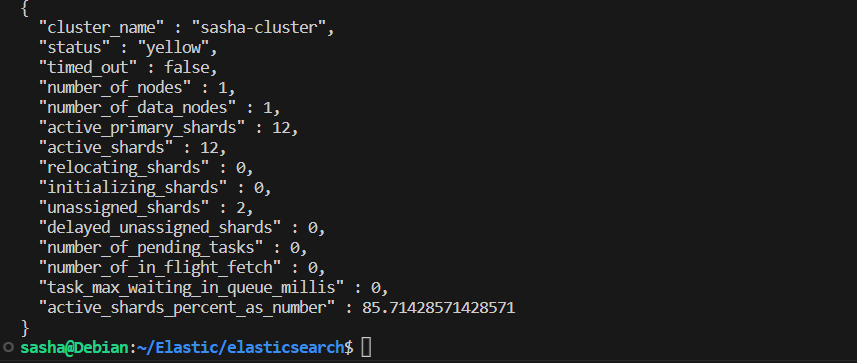 {
  "cluster_name" : "sasha-cluster",
  "status" : "yellow",
  "timed_out" : false,
  "number_of_nodes" : 1,
  "number_of_data_nodes" : 1,
  "active_primary_shards" : 12,
  "active_shards" : 12,
  "relocating_shards" : 0,
  "initializing_shards" : 0,
  "unassigned_shards" : 2,
  "delayed_unassigned_shards" : 0,
  "number_of_pending_tasks" : 0,
  "number_of_in_flight_fetch" : 0,
  "task_max_waiting_in_queue_millis" : 0,
  "active_shards_percent_as_number" : 85.71428571428571
}
sasha@Debian:~/Elastic/elasticsearch$